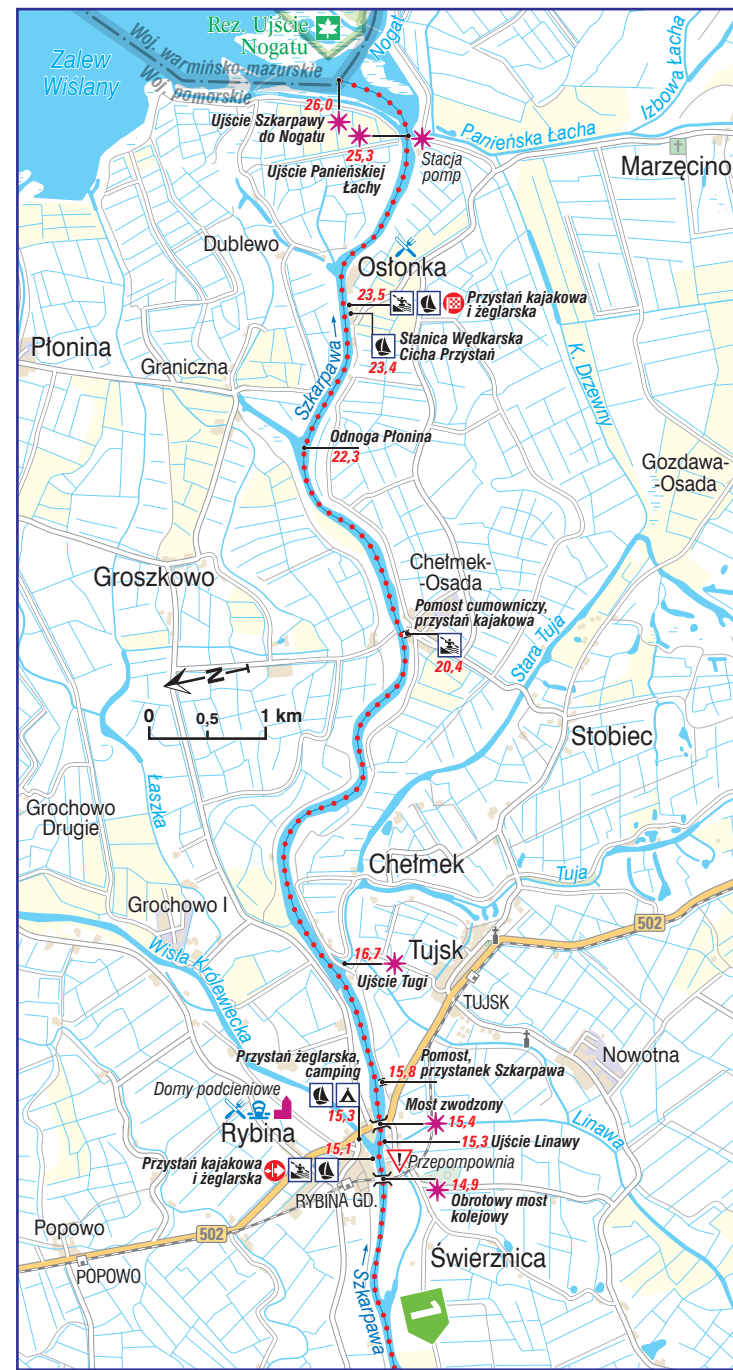 Rez. Ujście
Nogatu
Nogat
Zalew
Wiślany
Woj. warmińsko-mazurskie
Woj. pomorskie
Izbowa Łacha
26,0
Ujście Szkarpawy
do Nogatu
25,3
Ujście Panieńskiej
Łachy
Stacja
pomp
Panieńska Łacha
Marzęcino
Dublewo
Osłonka
23,5
Przystań kajakowa
i żeglarska
Stanica Wędkarska
Cicha Przystań
23,4
Płonina
Graniczna
Szkarpawa
K. Drzewny
Odnoga Płonina
22,3
Gozdawa-
-Osada
Groszkowo
Chełmek-
-Osada
Pomost cumowniczy,
przystań kajakowa
20,4
Stara Tuja
N
0
0,5
1 km
Stobiec
Łaszka
Grochowo
Drugie
Chełmek
Tuja
Grochowo I
502
Wisła Królewiecka
16,7
Ujście Tugi
Tujsk
TUJSK
Nowotna
Przystań żeglarska,
camping
15,8
Pomost,
przystanek Szkarpawa
Domy podcieniowe
15,3
Most zwodzony
15,4
Linawa
Rybina
15,1
15,3 Ujście Linawy
Przystań kajakowa
i żeglarska
!
Przepompownia
14,9
RYBINA GD.
Obrotowy most
kolejowy
Popowo
502
POPOWO
Świerznica
Szkarpawa
1